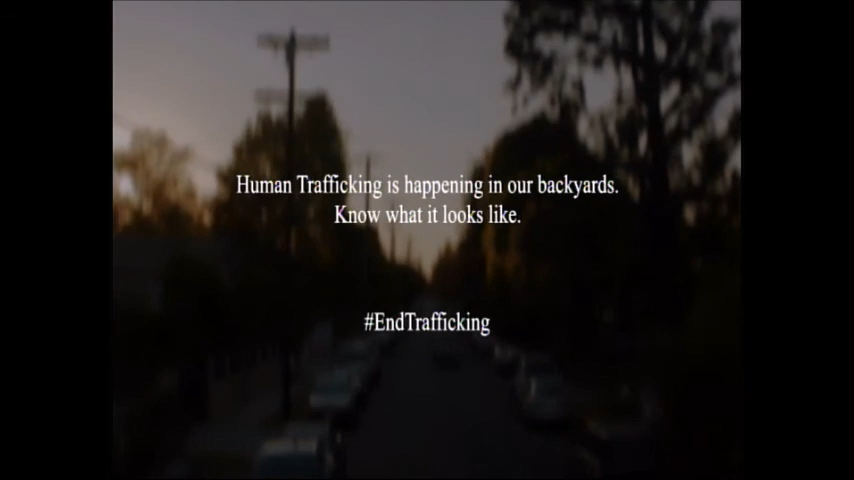 Human Trafficking is happening in our backyards.
Know what it looks like.
#EndTrafficking